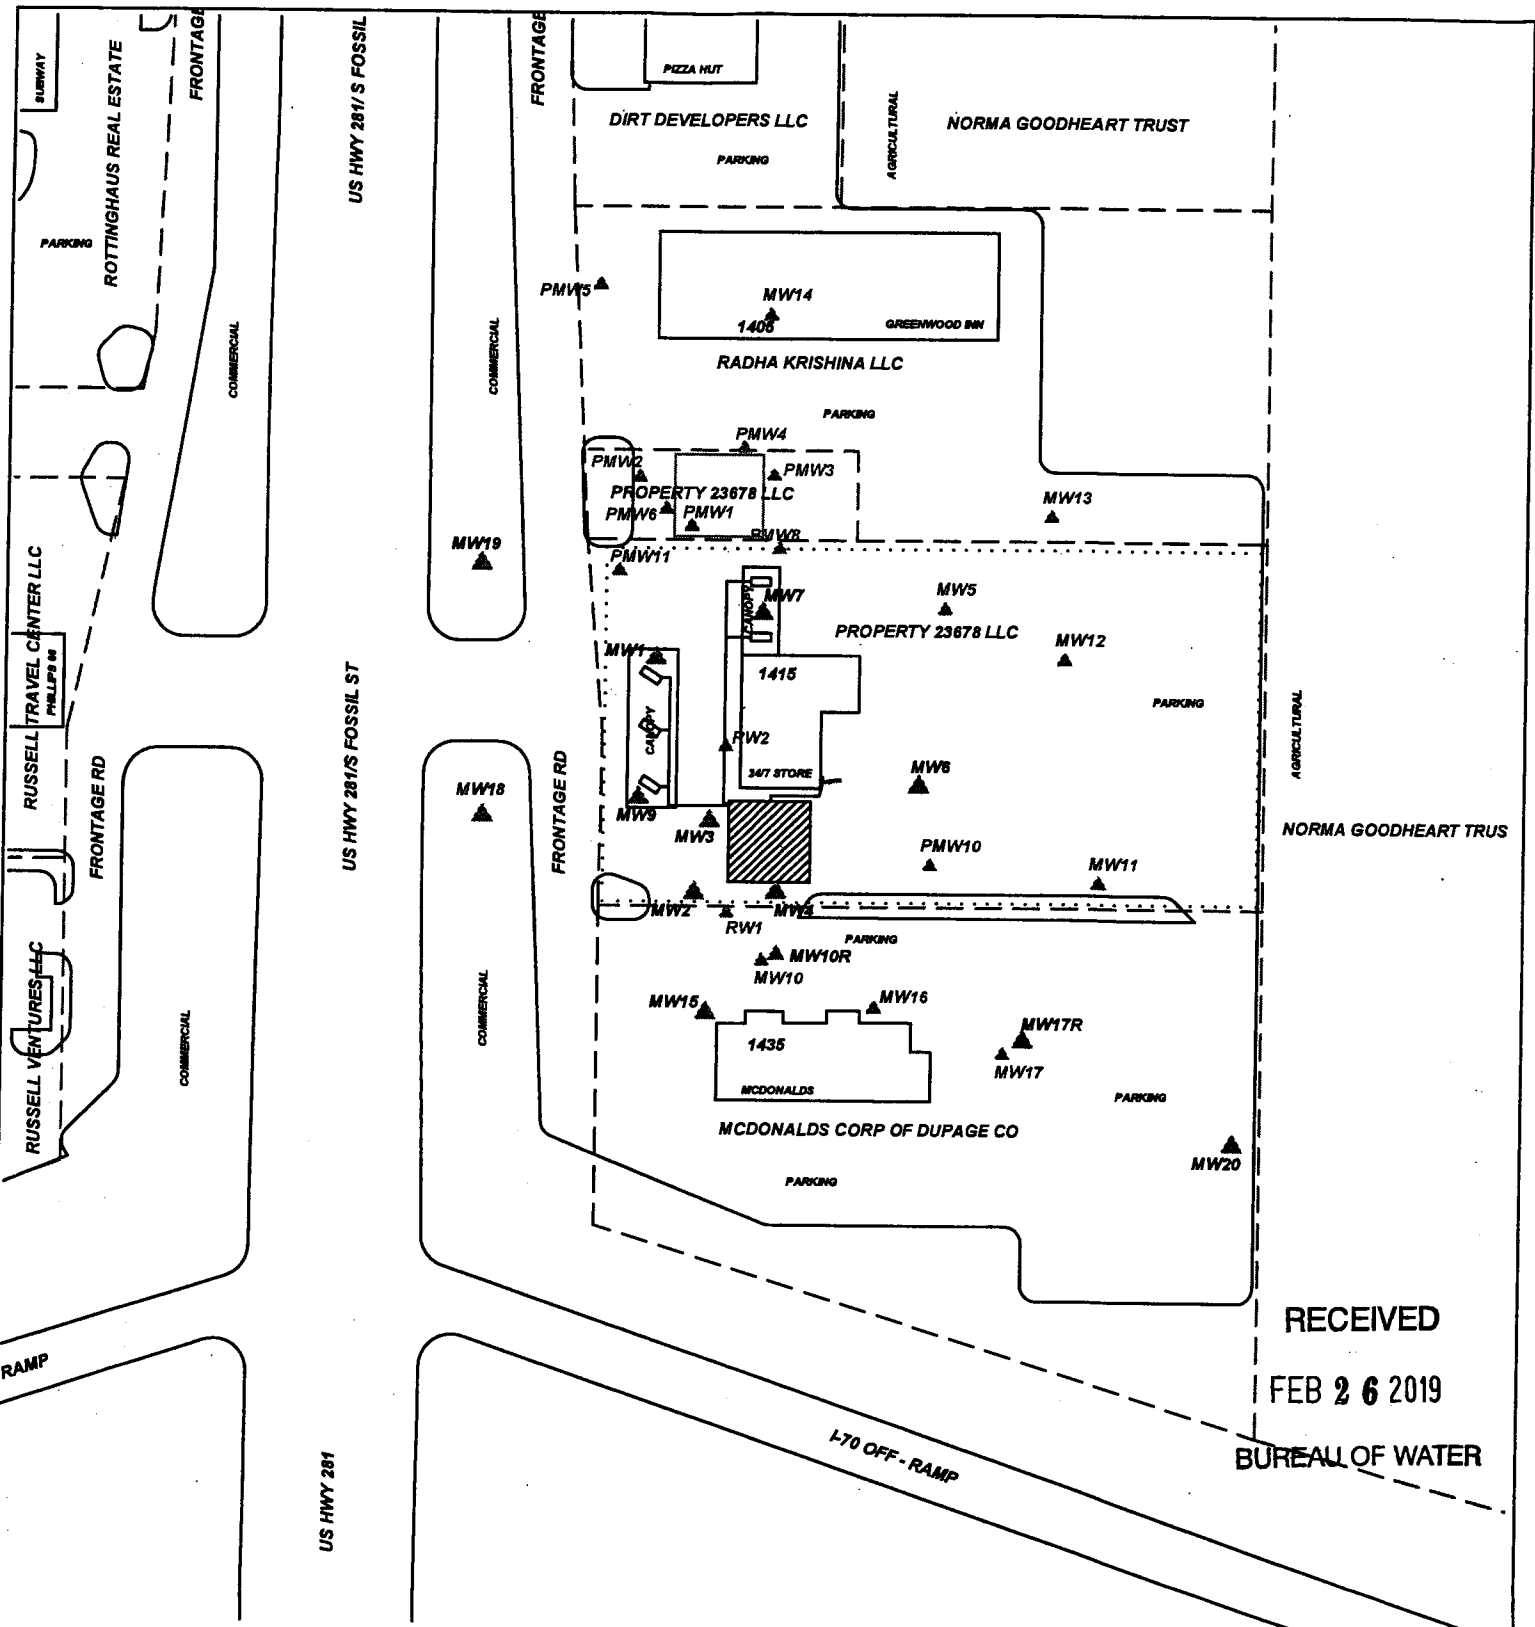 SUBWAY
ROTTINGHAUS REAL ESTATE
FRONTAGE
US HWY 281/ S FOSSIL
FRONTAGE
PIZZA HUT
DIRT DEVELOPERS LLC
PARKING
AGRICULTURAL
NORMA GOODHEART TRUST
PARKING
COMMERCIAL
COMMERCIAL
PMW5
MW14
1406
GREENWOOD INN
RADHA KRISHINA LLC
PARKING
PMW4
PMW2
PMW3
PROPERTY 23678 LLC
PMW6
PMW1
MW13
MW19
PMW8
PMW11
MW7
CANOPY
MW5
PROPERTY 23678 LLC
MW12
RUSSELL TRAVEL CENTER LLC
PHILLIPS 66
MW1
1415
PARKING
CANOPY
RW2
24/7 STORE
MW6
AGRICULTURAL
FRONTAGE RD
US HWY 281/S FOSSIL ST
MW18
FRONTAGE RD
MW9
MW3
NORMA GOODHEART TRUS
PMW10
MW11
MW2
MW4
RW1
PARKING
MW10R
MW10
RUSSELL VENTURES LLC
COMMERCIAL
COMMERCIAL
MW15
MW16
1435
MW17R
MW17
MCDONALDS
PARKING
MCDONALDS CORP OF DUPAGE CO
MW20
PARKING
RAMP
RECEIVED
FEB 26 2019
BUREAU OF WATER
I-70 OFF - RAMP
US HWY 281